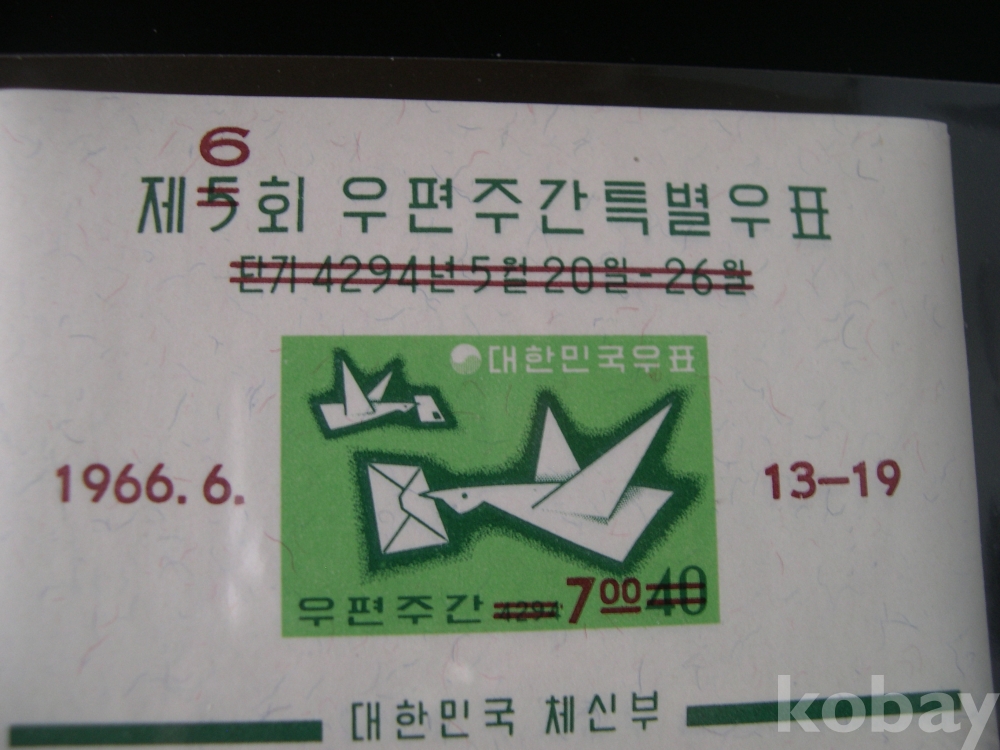 6
제5회 우편주간특별우표
단기 4294년 5월 20일-26일
대한민국우표
1966. 6.
13-19
우편주간 4294 7.00 40
대한민국 체신부
kobay